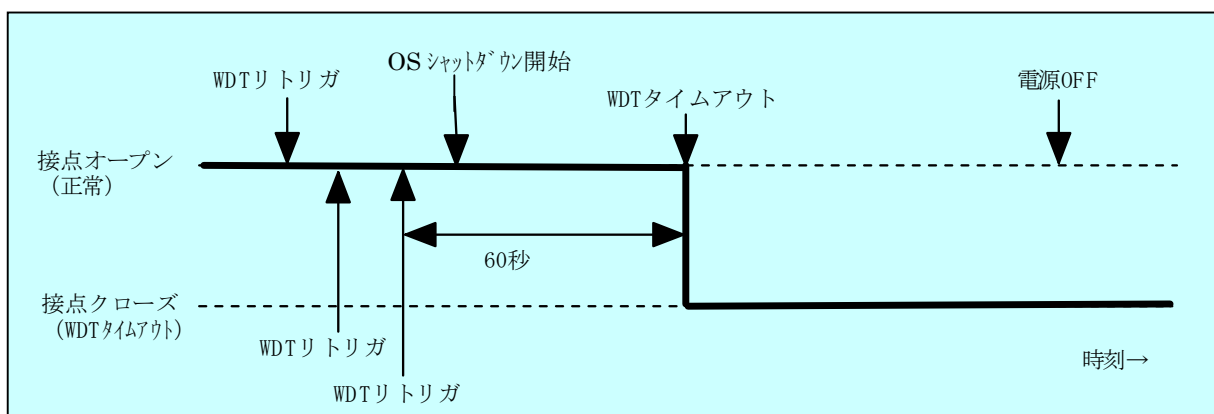 OSｼｬｯﾄﾀﾞｳﾝ開始
WDTリトリガ
WDTタイムアウト
電源OFF
接点オープン
（正常）
60秒
接点クローズ
（WDTﾀｲﾑｱｳﾄ）
WDTリトリガ
時刻→
WDTリトリガ